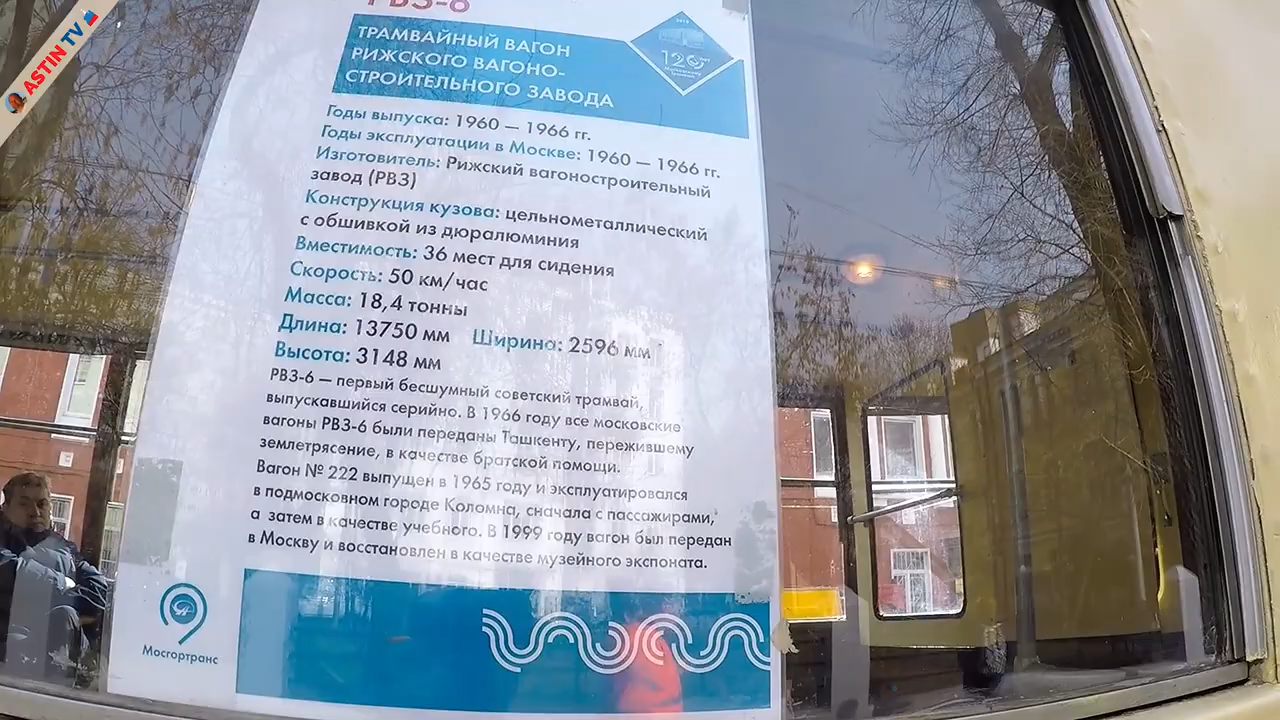 ASTIN TV
РВЗ-6
ТРАМВАЙНЫЙ ВАГОН
РИЖСКОГО ВАГОНО-
СТРОИТЕЛЬНОГО ЗАВОДА
120 лет
Годы выпуска: 1960 — 1966 гг.
Годы эксплуатации в Москве: 1960 — 1966 гг.
Изготовитель: Рижский вагоностроительный
завод (РВЗ)
Конструкция кузова: цельнометаллический
с обшивкой из дюралюминия
Вместимость: 36 мест для сидения
Скорость: 50 км/час
Масса: 18,4 тонны
Длина: 13750 мм Ширина: 2596 мм
Высота: 3148 мм
РВЗ-6 — первый бесшумный советский трамвай,
выпускавшийся серийно. В 1966 году все московские
вагоны РВЗ-6 были переданы Ташкенту, пережившему
землетрясение, в качестве братской помощи.
Вагон № 222 выпущен в 1965 году и эксплуатировался
в подмосковном городе Коломна, сначала с пассажирами,
а затем в качестве учебного. В 1999 году вагон был передан
в Москву и восстановлен в качестве музейного экспоната.
Мосгортранс